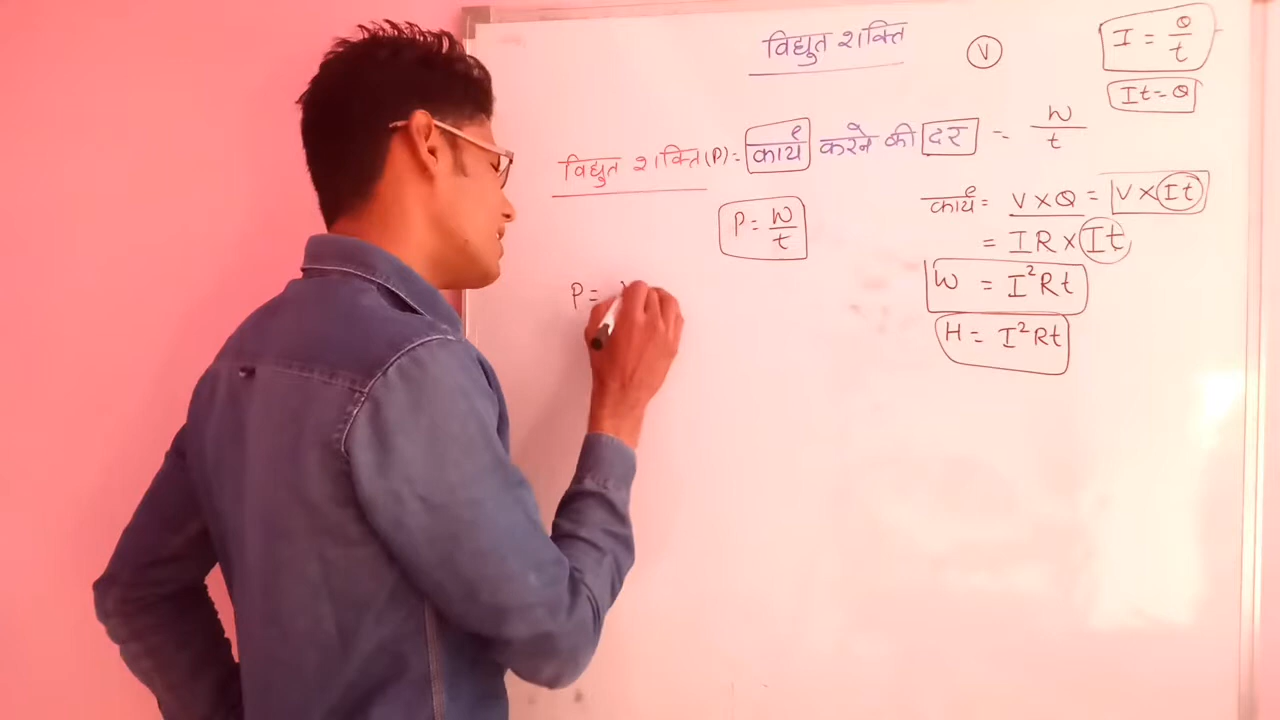 विद्युत शक्ति
V
I = Q/t
It = Q
विद्युत शक्ति (P) = कार्य करने की दर = W/t
P = W/t
कार्य = V × Q = V × It
= IR × It
W = I²Rt
H = I²Rt
P =